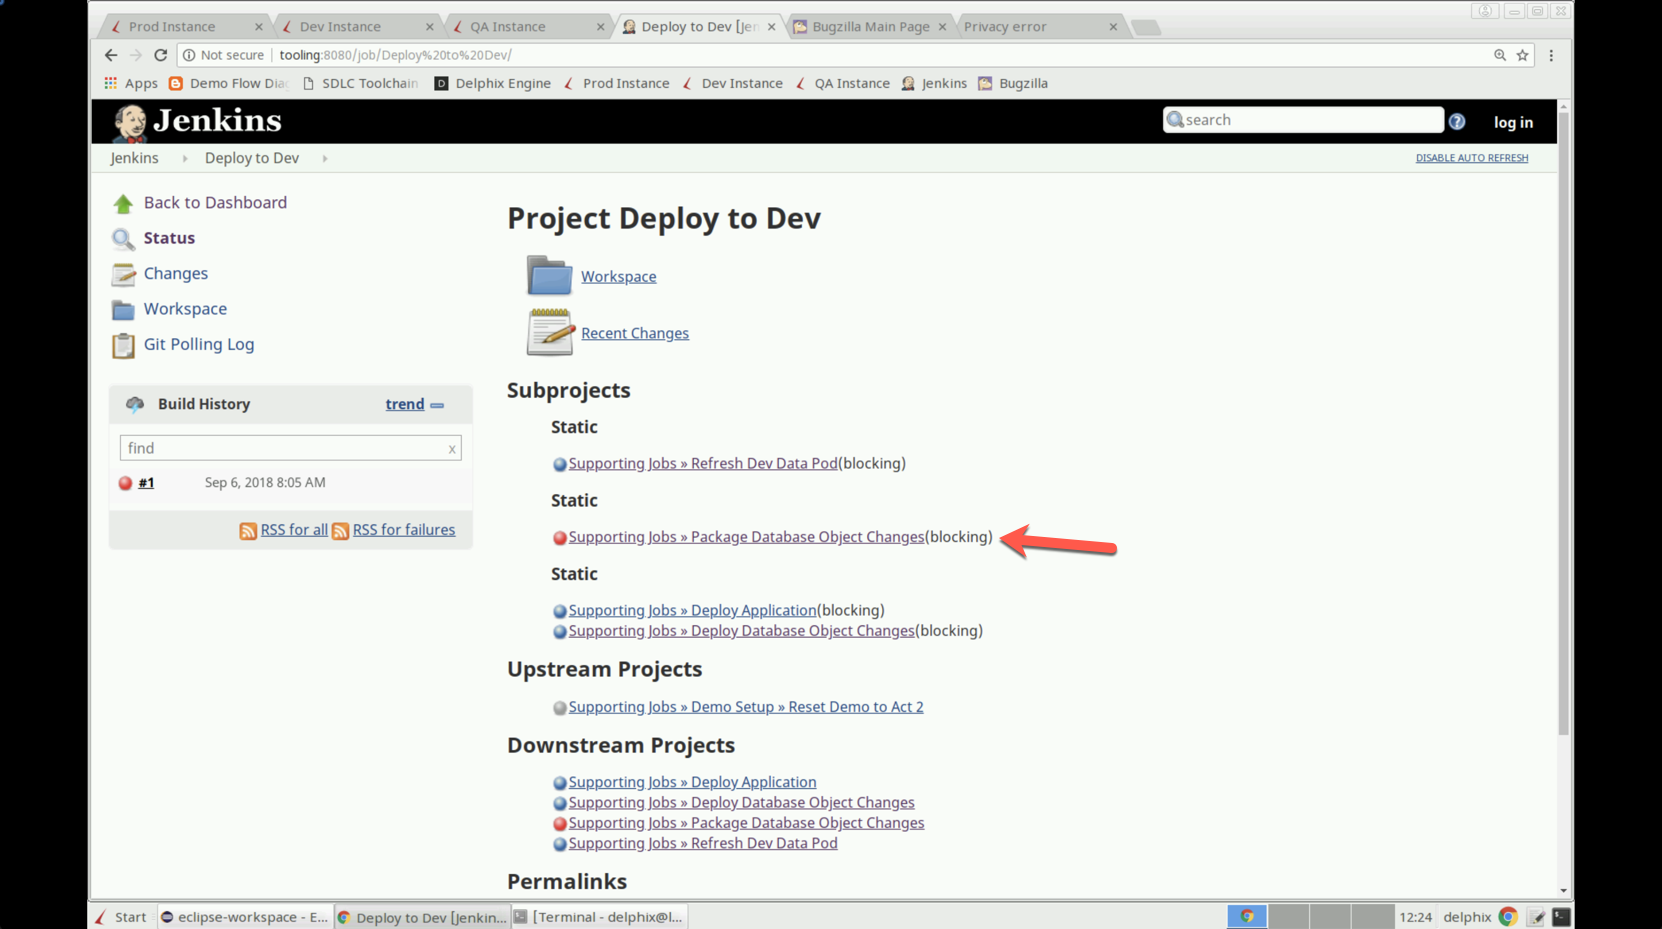 Prod Instance
Dev Instance
QA Instance
Deploy to Dev [Jen
Bugzilla Main Page
Privacy error
Not secure
tooling:8080/job/Deploy%20to%20Dev/
Apps
Demo Flow Dia
SDLC Toolchain
D
Delphix Engine
Prod Instance
Dev Instance
QA Instance
Jenkins
Bugzilla
Jenkins
search
?
log in
Jenkins
Deploy to Dev
DISABLE AUTO REFRESH
Back to Dashboard
Status
Changes
Workspace
Git Polling Log
Build History
trend
find
x
#1
Sep 6, 2018 8:05 AM
RSS for all
RSS for failures
Project Deploy to Dev
Workspace
Recent Changes
Subprojects
Static
Supporting Jobs » Refresh Dev Data Pod(blocking)
Static
Supporting Jobs » Package Database Object Changes(blocking)
Static
Supporting Jobs » Deploy Application(blocking)
Supporting Jobs » Deploy Database Object Changes(blocking)
Upstream Projects
Supporting Jobs » Demo Setup » Reset Demo to Act 2
Downstream Projects
Supporting Jobs » Deploy Application
Supporting Jobs » Deploy Database Object Changes
Supporting Jobs » Package Database Object Changes
Supporting Jobs » Refresh Dev Data Pod
Permalinks
Start
eclipse-workspace - E...
Deploy to Dev [Jenkin...
[Terminal - delphix@l...
12:24
delphix